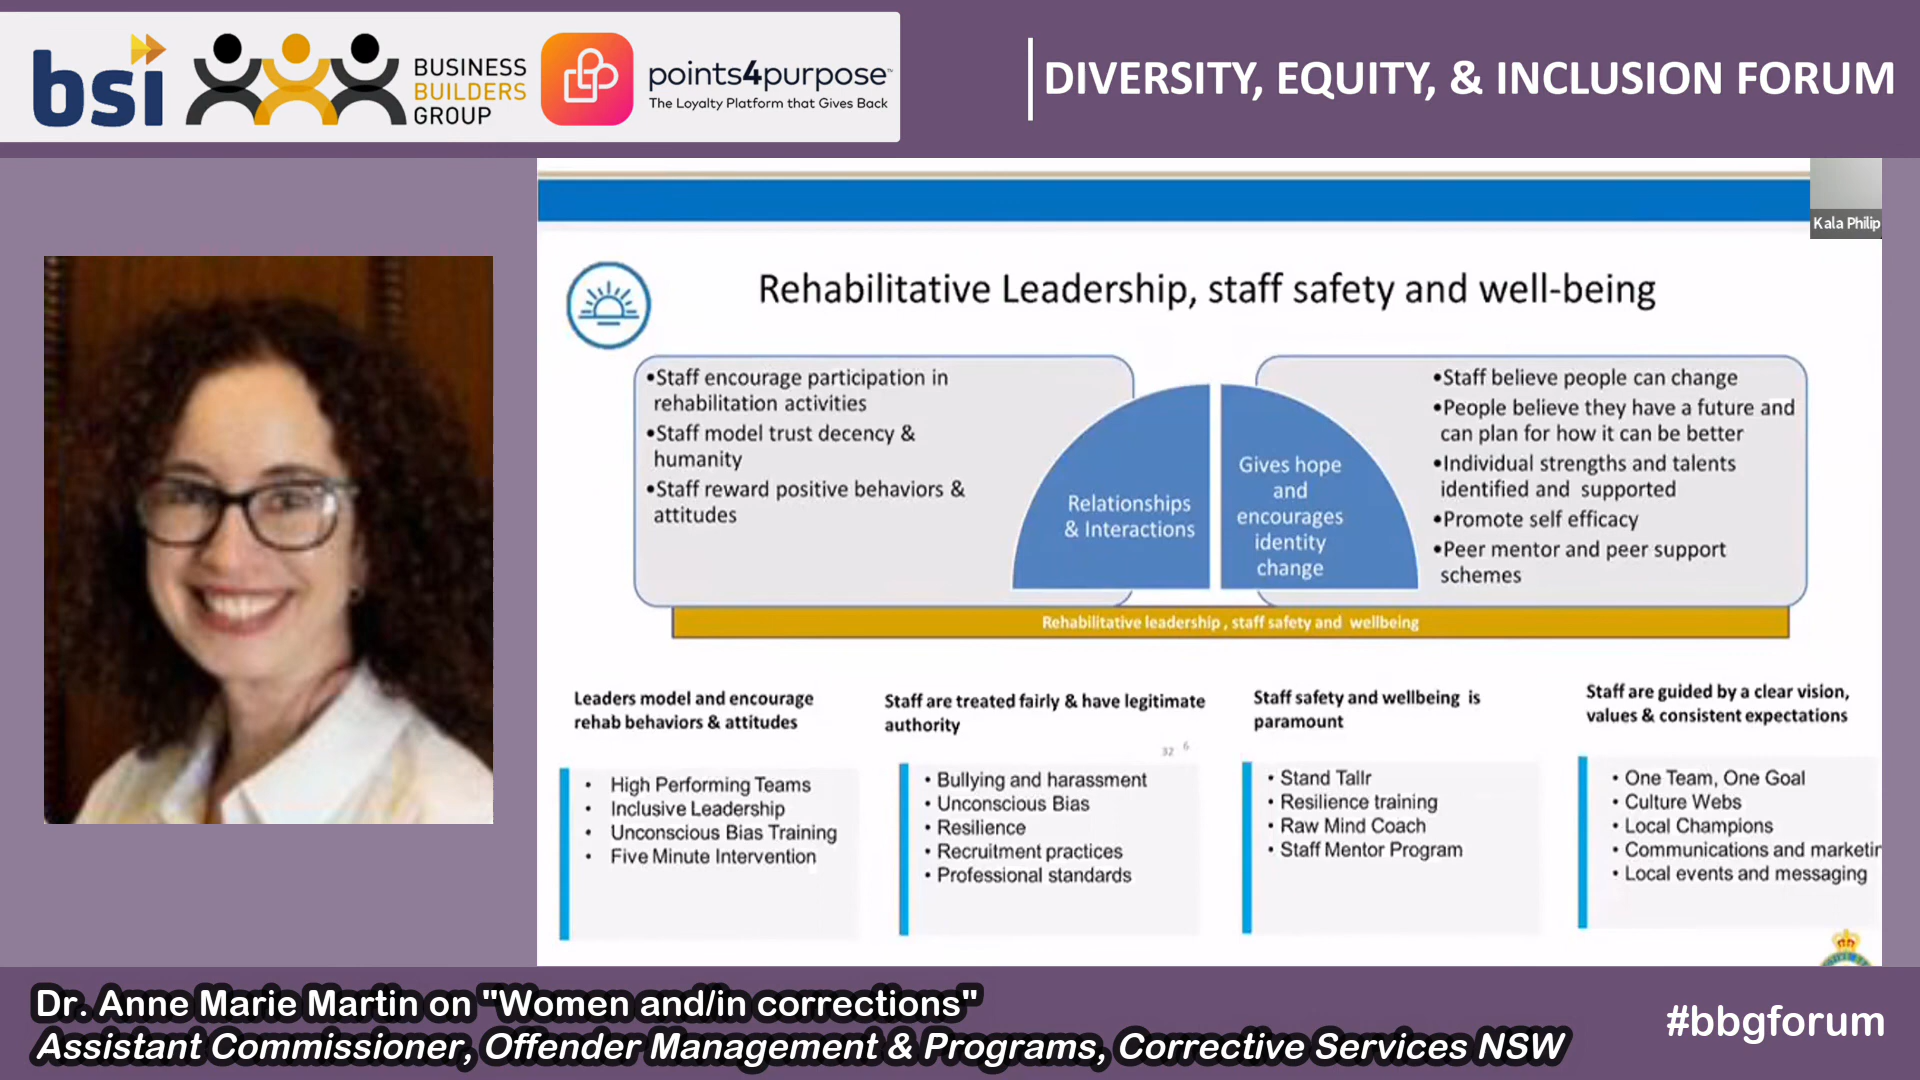 bsi
BUSINESS
BUILDERS
GROUP
points4purpose™
The Loyalty Platform that Gives Back
DIVERSITY, EQUITY, & INCLUSION FORUM
Kala Philip
Rehabilitative Leadership, staff safety and well-being
•Staff encourage participation in
rehabilitation activities
•Staff model trust decency &
humanity
•Staff reward positive behaviors &
attitudes
Relationships
& Interactions
Gives hope
and
encourages
identity
change
•Staff believe people can change
•People believe they have a future and
can plan for how it can be better
•Individual strengths and talents
identified and supported
•Promote self efficacy
•Peer mentor and peer support
schemes
Rehabilitative leadership , staff safety and wellbeing
Leaders model and encourage
rehab behaviors & attitudes
• High Performing Teams
• Inclusive Leadership
• Unconscious Bias Training
• Five Minute Intervention
Staff are treated fairly & have legitimate
authority
32 6
• Bullying and harassment
• Unconscious Bias
• Resilience
• Recruitment practices
• Professional standards
Staff safety and wellbeing is
paramount
• Stand Tallr
• Resilience training
• Raw Mind Coach
• Staff Mentor Program
Staff are guided by a clear vision,
values & consistent expectations
• One Team, One Goal
• Culture Webs
• Local Champions
• Communications and marketin
• Local events and messaging
Dr. Anne Marie Martin on "Women and/in corrections"
Assistant Commissioner, Offender Management & Programs, Corrective Services NSW
#bbgforum